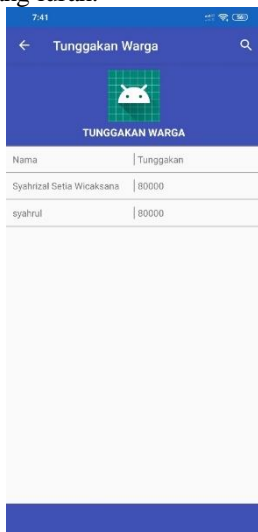 7:41
Tunggakan Warga
TUNGGAKAN WARGA
Nama Tunggakan
Syahrizal Setia Wicaksana 80000
syahrul 80000